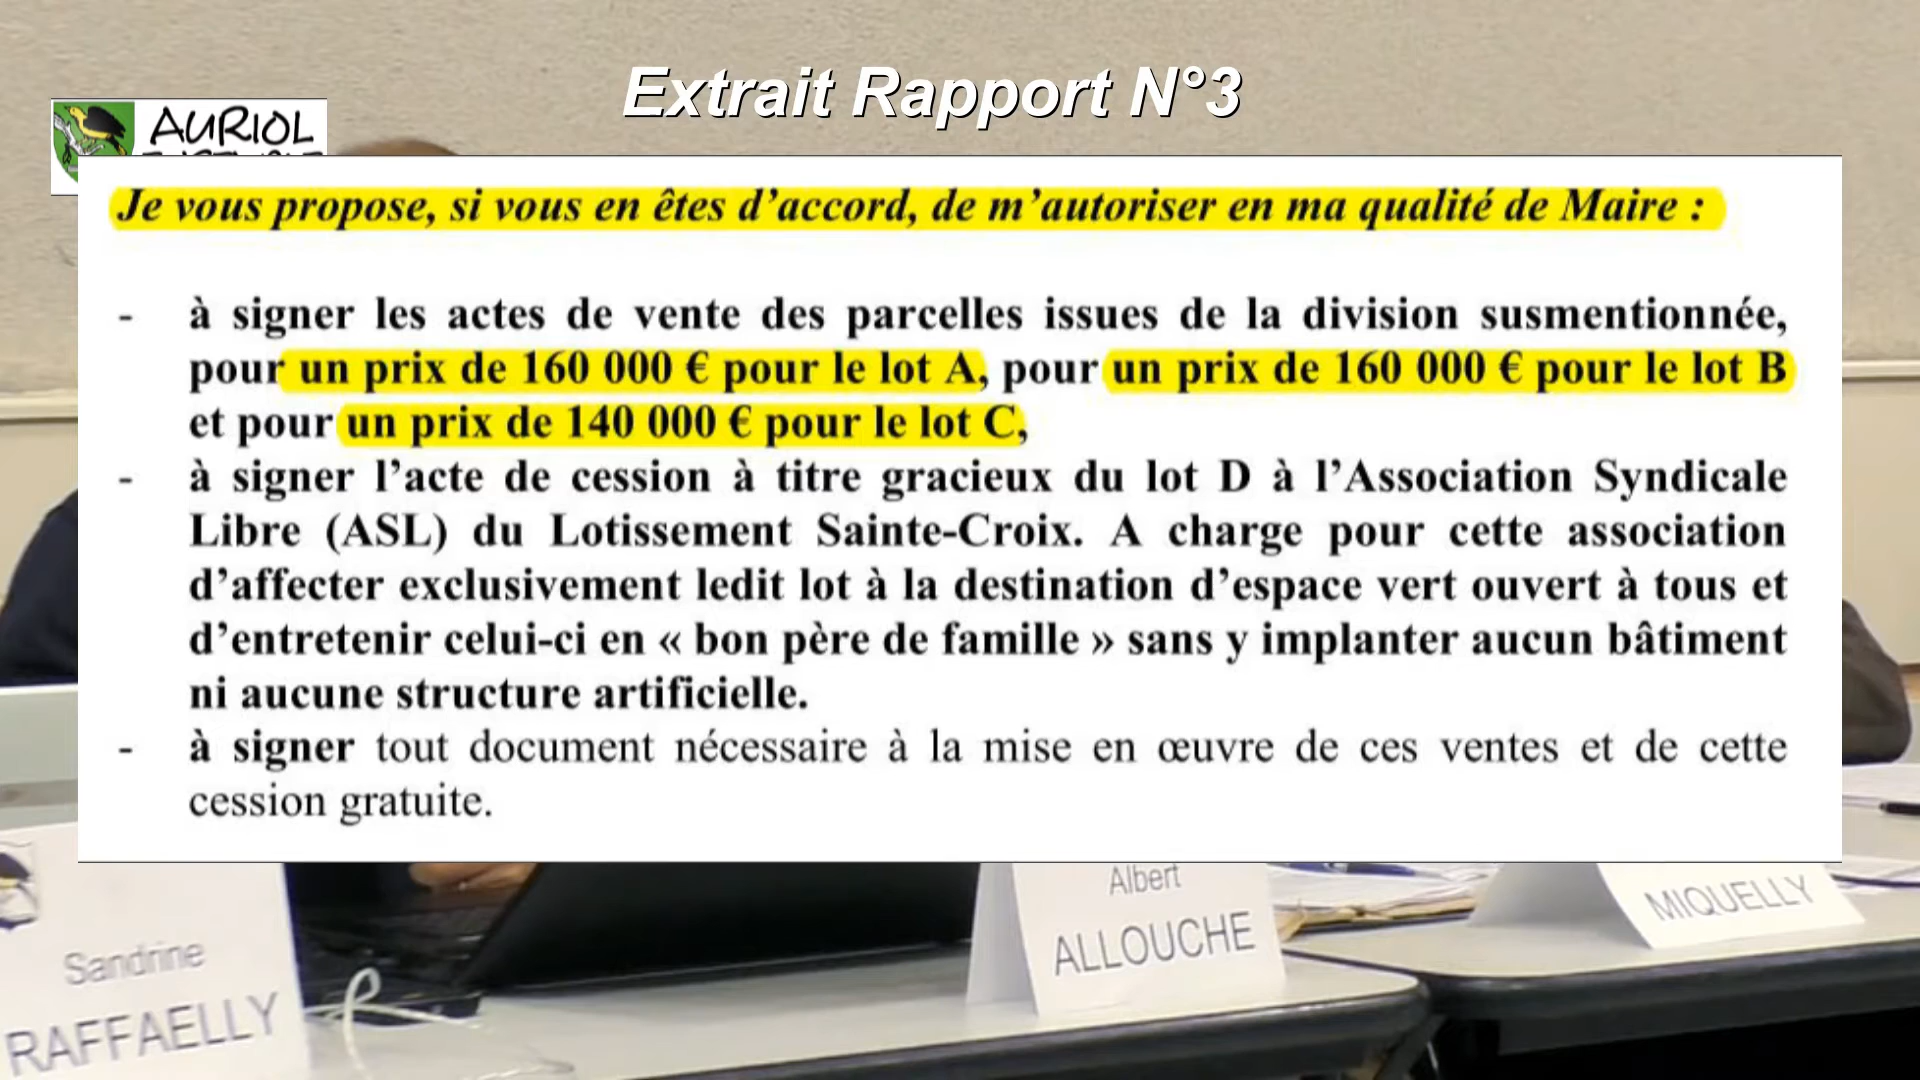 Extrait Rapport N°3
AURIOL
Je vous propose, si vous en êtes d’accord, de m’autoriser en ma qualité de Maire :
- à signer les actes de vente des parcelles issues de la division susmentionnée,
pour un prix de 160 000 € pour le lot A, pour un prix de 160 000 € pour le lot B
et pour un prix de 140 000 € pour le lot C,
- à signer l’acte de cession à titre gracieux du lot D à l’Association Syndicale
Libre (ASL) du Lotissement Sainte-Croix. A charge pour cette association
d’affecter exclusivement ledit lot à la destination d’espace vert ouvert à tous et
d’entretenir celui-ci en « bon père de famille » sans y implanter aucun bâtiment
ni aucune structure artificielle.
- à signer tout document nécessaire à la mise en œuvre de ces ventes et de cette
cession gratuite.
Sandrine
RAFFAELLY
Albert
ALLOUCHE
MIQUELLY